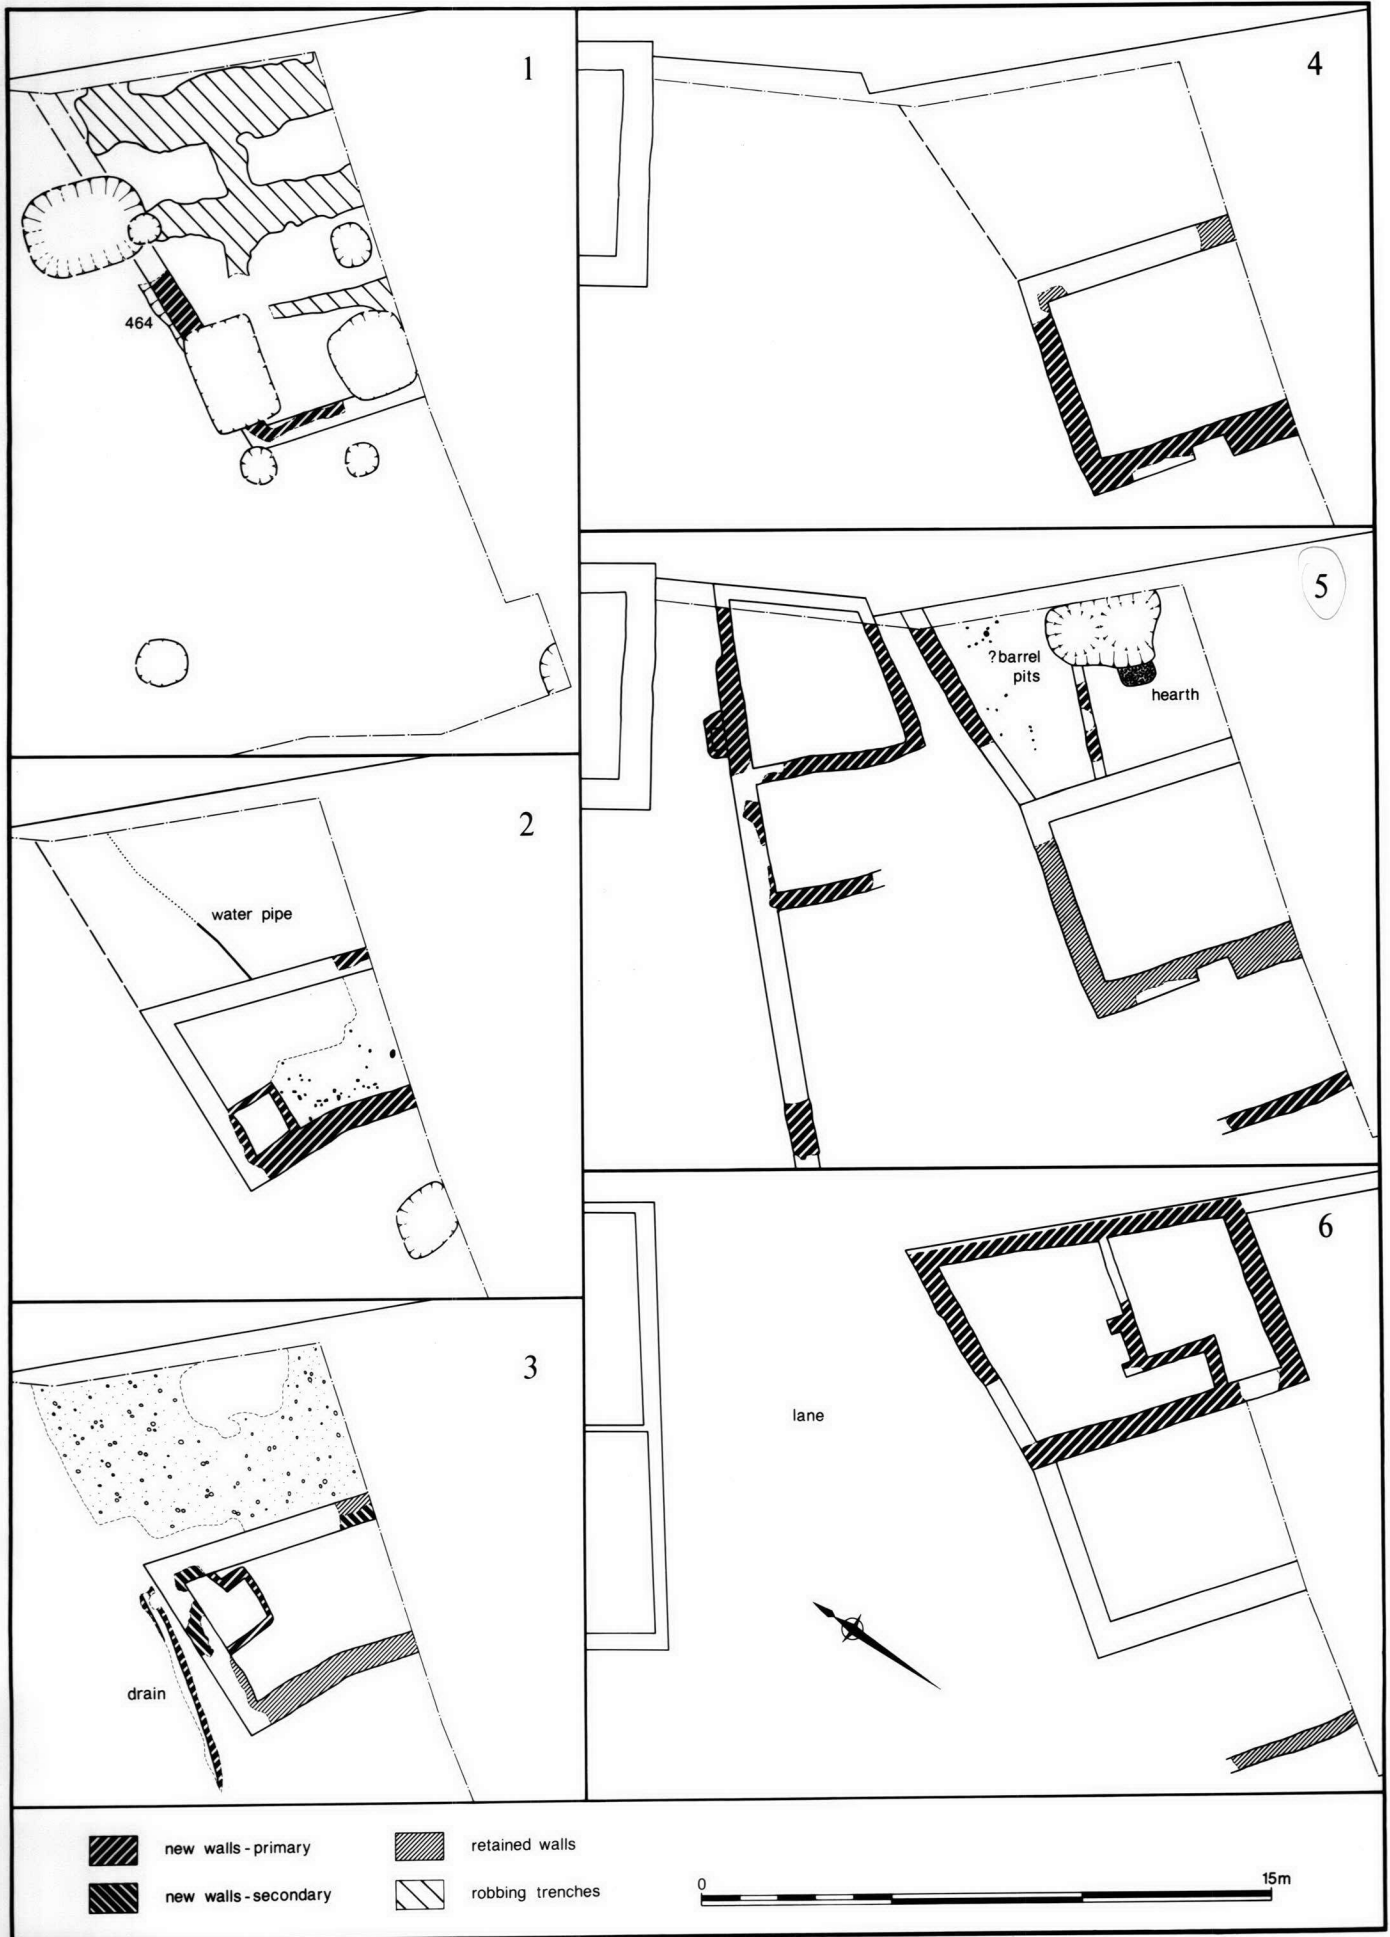 1
464
2
water pipe
3
drain
4
5
?barrel
pits
hearth
6
lane
new walls - primary
new walls - secondary
retained walls
robbing trenches
0
15m